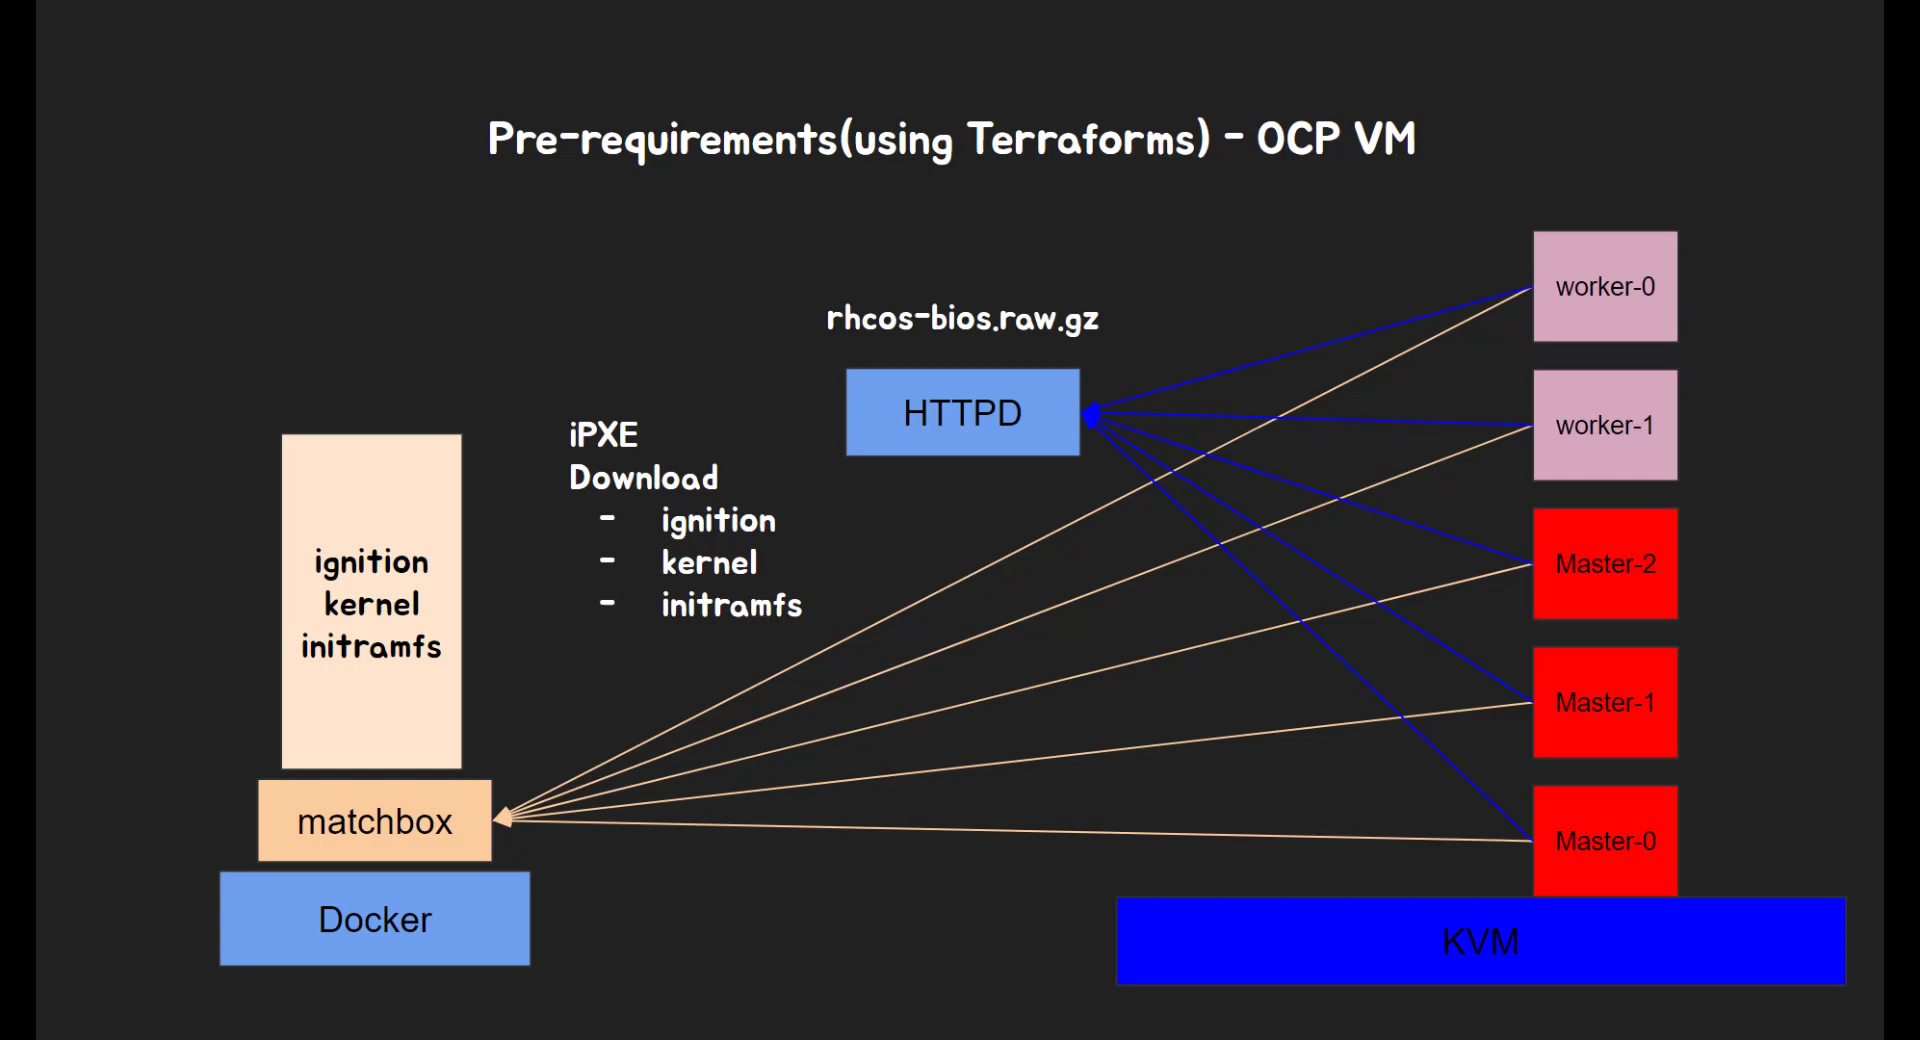 Pre-requirements(using Terraforms) - OCP VM
rhcos-bios.raw.gz
HTTPD
iPXE
Download
- ignition
- kernel
- initramfs
ignition
kernel
initramfs
matchbox
Docker
worker-0
worker-1
Master-2
Master-1
Master-0
KVM